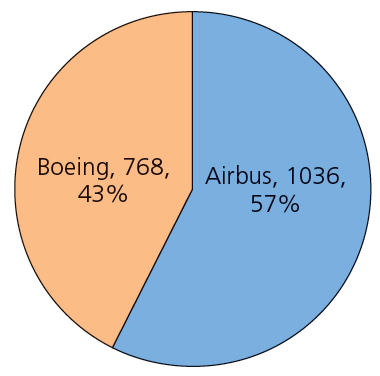 Boeing, 768,
43%
Airbus, 1036,
57%